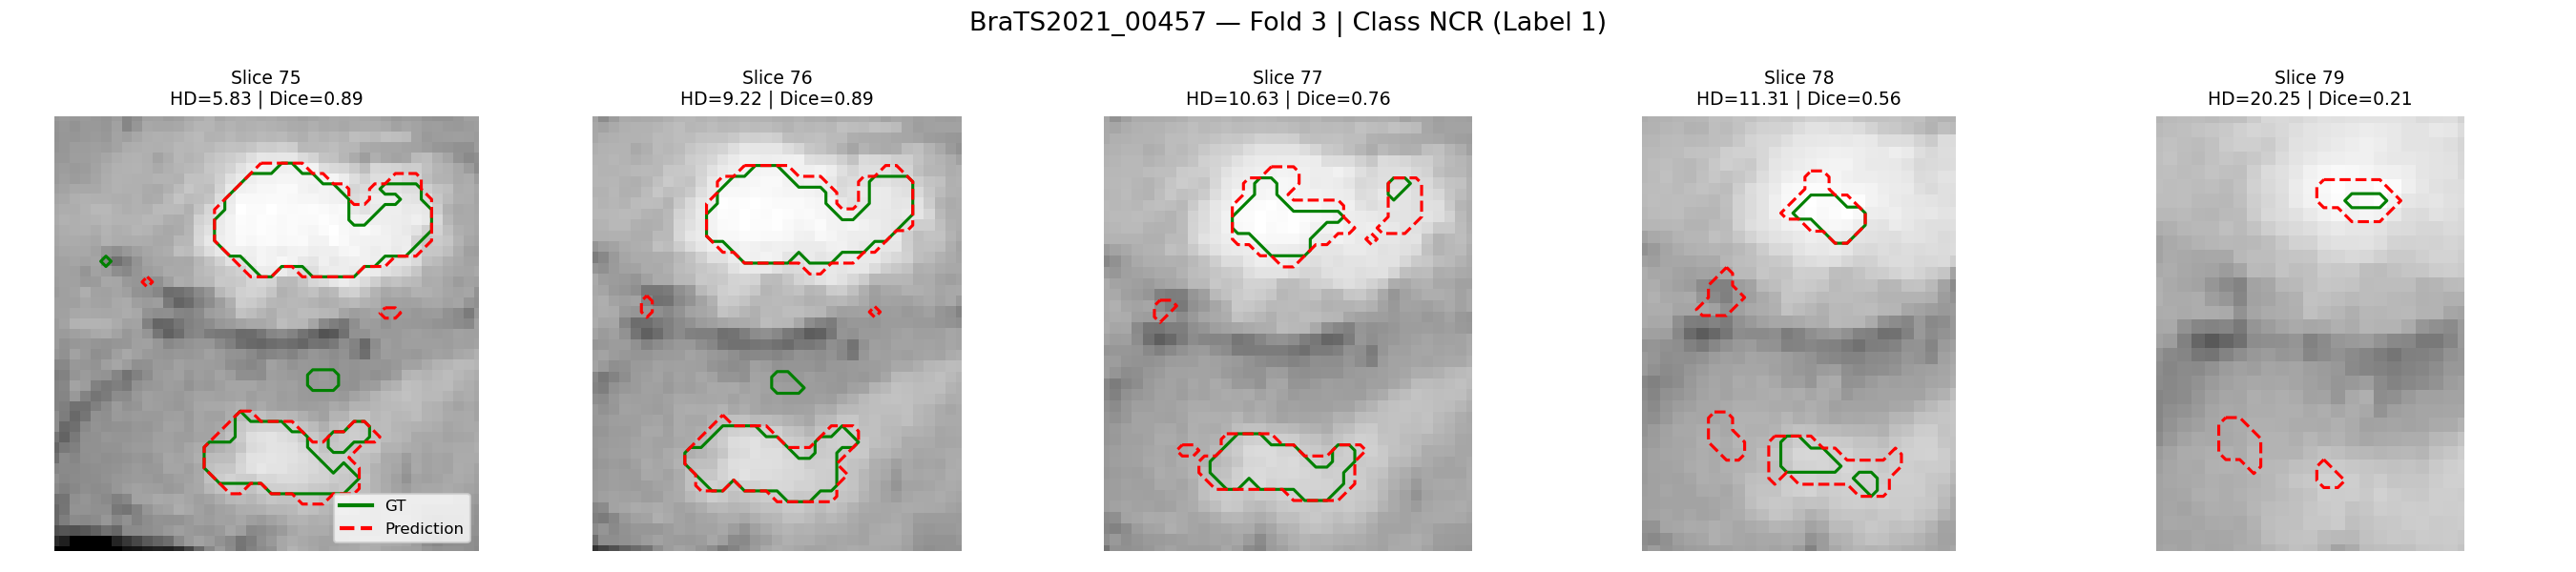 BraTS2021_00457 — Fold 3 | Class NCR (Label 1)
Slice 75
HD=5.83 | Dice=0.89
Slice 76
HD=9.22 | Dice=0.89
Slice 77
HD=10.63 | Dice=0.76
Slice 78
HD=11.31 | Dice=0.56
Slice 79
HD=20.25 | Dice=0.21
GT
Prediction